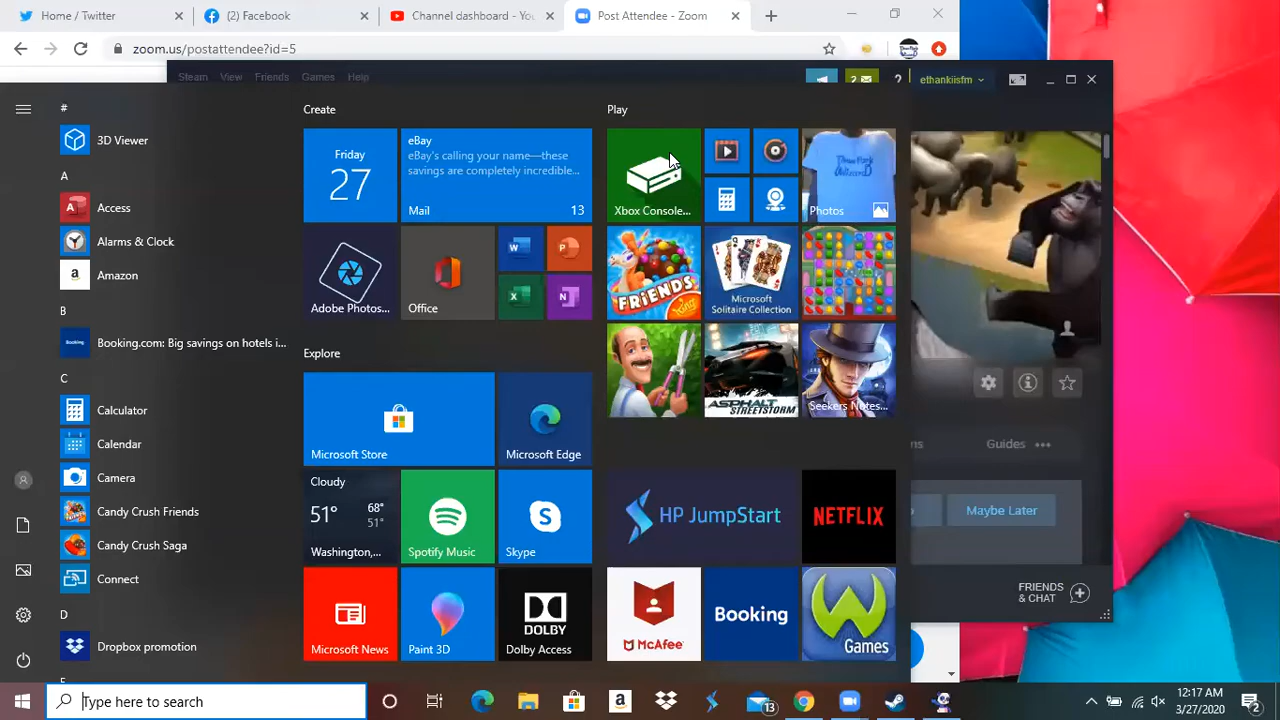 Home / Twitter
(2) Facebook
Channel dashboard - Yo
Post Attendee - Zoom
zoom.us/postattendee?id=5
Steam View Friends Games Help
2
?
ethankiisfm
#
3D Viewer
A
Access
Alarms & Clock
Amazon
B
Booking.com: Big savings on hotels i...
C
Calculator
Calendar
Camera
Candy Crush Friends
Candy Crush Saga
Connect
D
Dropbox promotion
Create
Friday
27
eBay
eBay's calling your name—these
savings are completely incredible...
Mail
13
Adobe Photos...
Office
Explore
Microsoft Store
Microsoft Edge
Cloudy
51° 68°
51°
Washington,...
Spotify Music
Skype
Microsoft News
Paint 3D
DOLBY
Dolby Access
Play
Xbox Console...
Photos
FRIENDS
King
Microsoft
Solitaire Collection
ASPHALT
STREETSTORM
Seekers Notes...
HP JumpStart
NETFLIX
McAfee
Booking
Games
ns
Guides
Maybe Later
FRIENDS
& CHAT
Type here to search
13
12:17 AM
3/27/2020
2